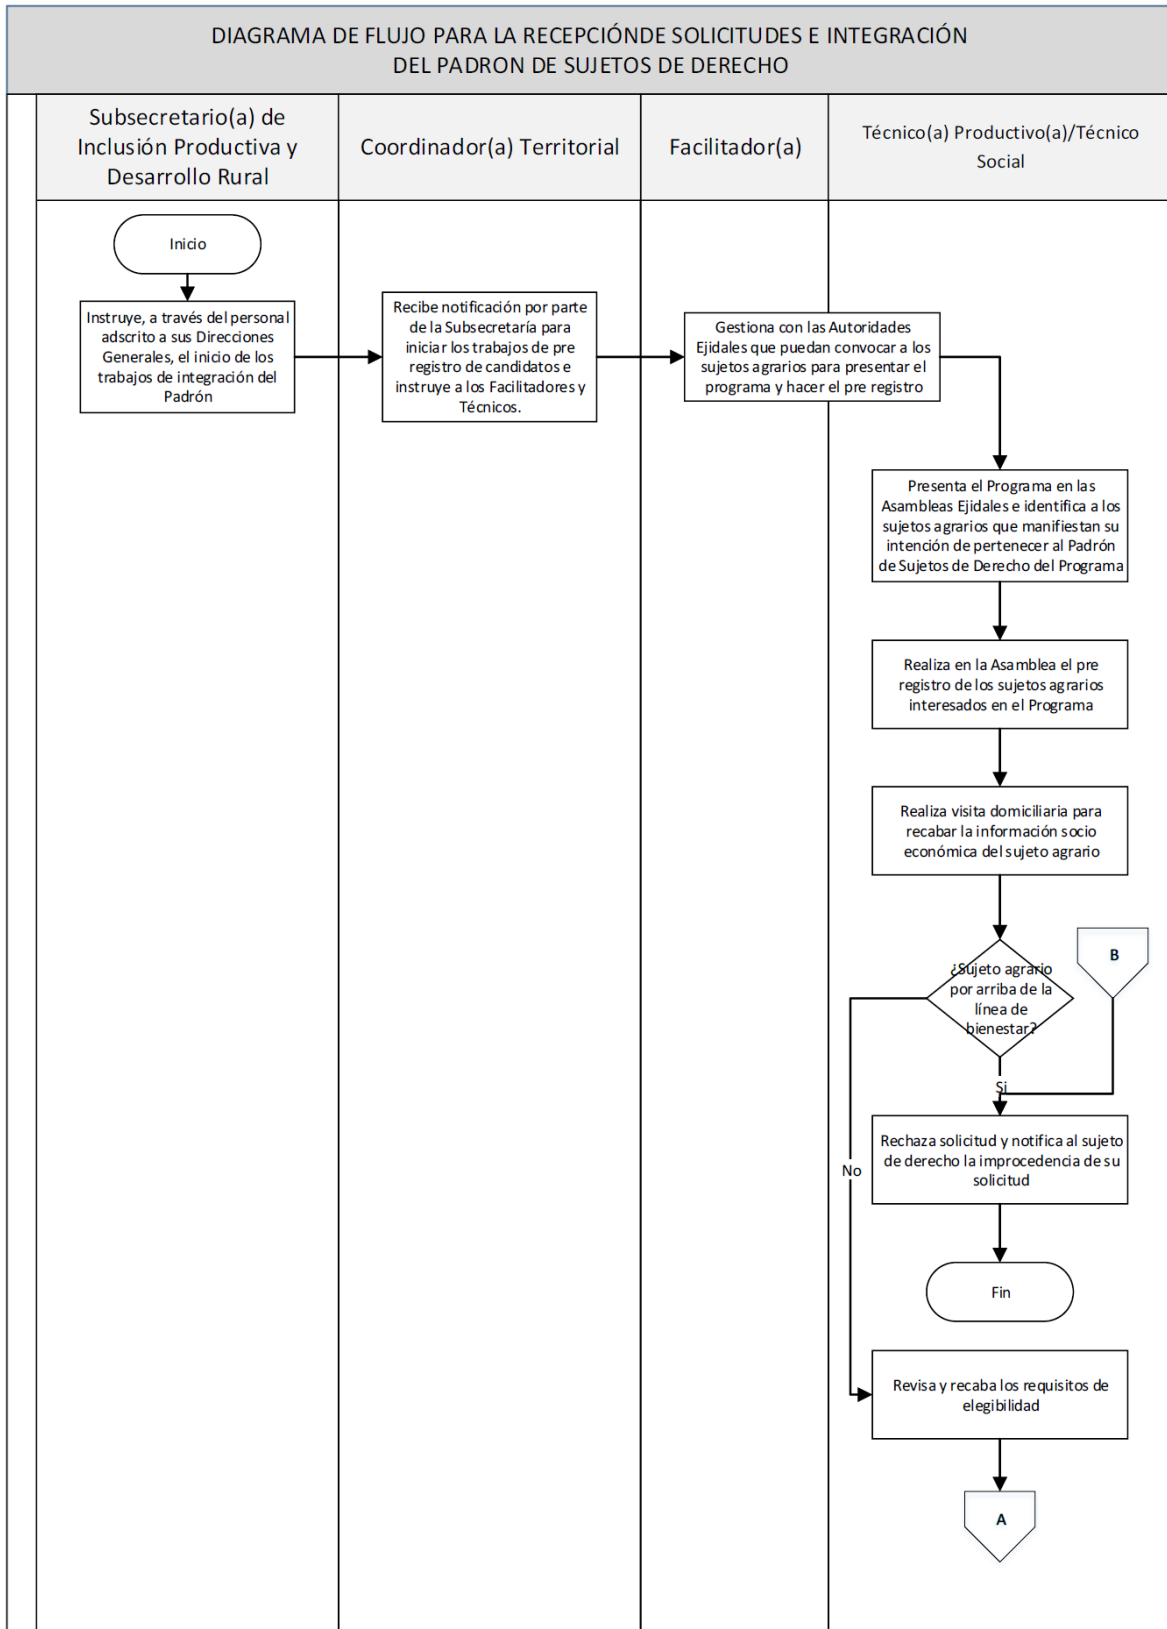 DIAGRAMA DE FLUJO PARA LA RECEPCIÓNDE SOLICITUDES E INTEGRACIÓN
DEL PADRON DE SUJETOS DE DERECHO
Subsecretario(a) de
Inclusión Productiva y
Desarrollo Rural
Coordinador(a) Territorial
Facilitador(a)
Técnico(a) Productivo(a)/Técnico
Social
Inicio
Instruye, a través del personal
adscrito a sus Direcciones
Generales, el inicio de los
trabajos de integración del
Padrón
Recibe notificación por parte
de la Subsecretaría para
iniciar los trabajos de pre
registro de candidatos e
instruye a los Facilitadores y
Técnicos.
Gestiona con las Autoridades
Ejidales que puedan convocar a los
sujetos agrarios para presentar el
programa y hacer el pre registro
Presenta el Programa en las
Asambleas Ejidales e identifica a los
sujetos agrarios que manifiestan su
intención de pertenecer al Padrón
de Sujetos de Derecho del Programa
Realiza en la Asamblea el pre
registro de los sujetos agrarios
interesados en el Programa
Realiza visita domiciliaria para
recabar la información socio
económica del sujeto agrario
¿Sujeto agrario
por arriba de la
línea de
bienestar?
B
Si
Rechaza solicitud y notifica al sujeto
de derecho la improcedencia de su
solicitud
No
Fin
Revisa y recaba los requisitos de
elegibilidad
A